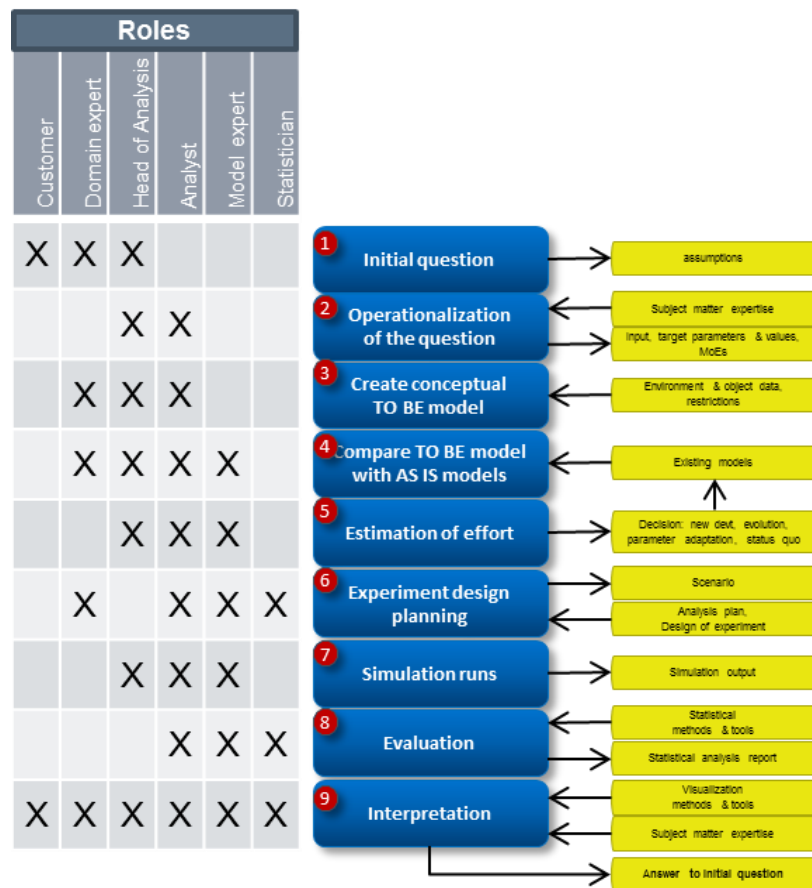 Roles
Customer
Domain expert
Head of Analysis
Analyst
Model expert
Statistician
X X X
1
Initial question
assumptions
X X
2
Operationalization
of the question
Subject matter expertise
Input, target parameters & values,
MoEs
X X X
3
Create conceptual
TO BE model
Environment & object data,
restrictions
X X X X
4
Compare TO BE model
with AS IS models
Existing models
X X X
5
Estimation of effort
Decision: new devt, evolution,
parameter adaptation, status quo
X X X X
6
Experiment design
planning
Scenario
Analysis plan,
Design of experiment
X X X
7
Simulation runs
Simulation output
X X X
8
Evaluation
Statistical
methods & tools
Statistical analysis report
X X X X X X
9
Interpretation
Visualization
methods & tools
Subject matter expertise
Answer to initial question